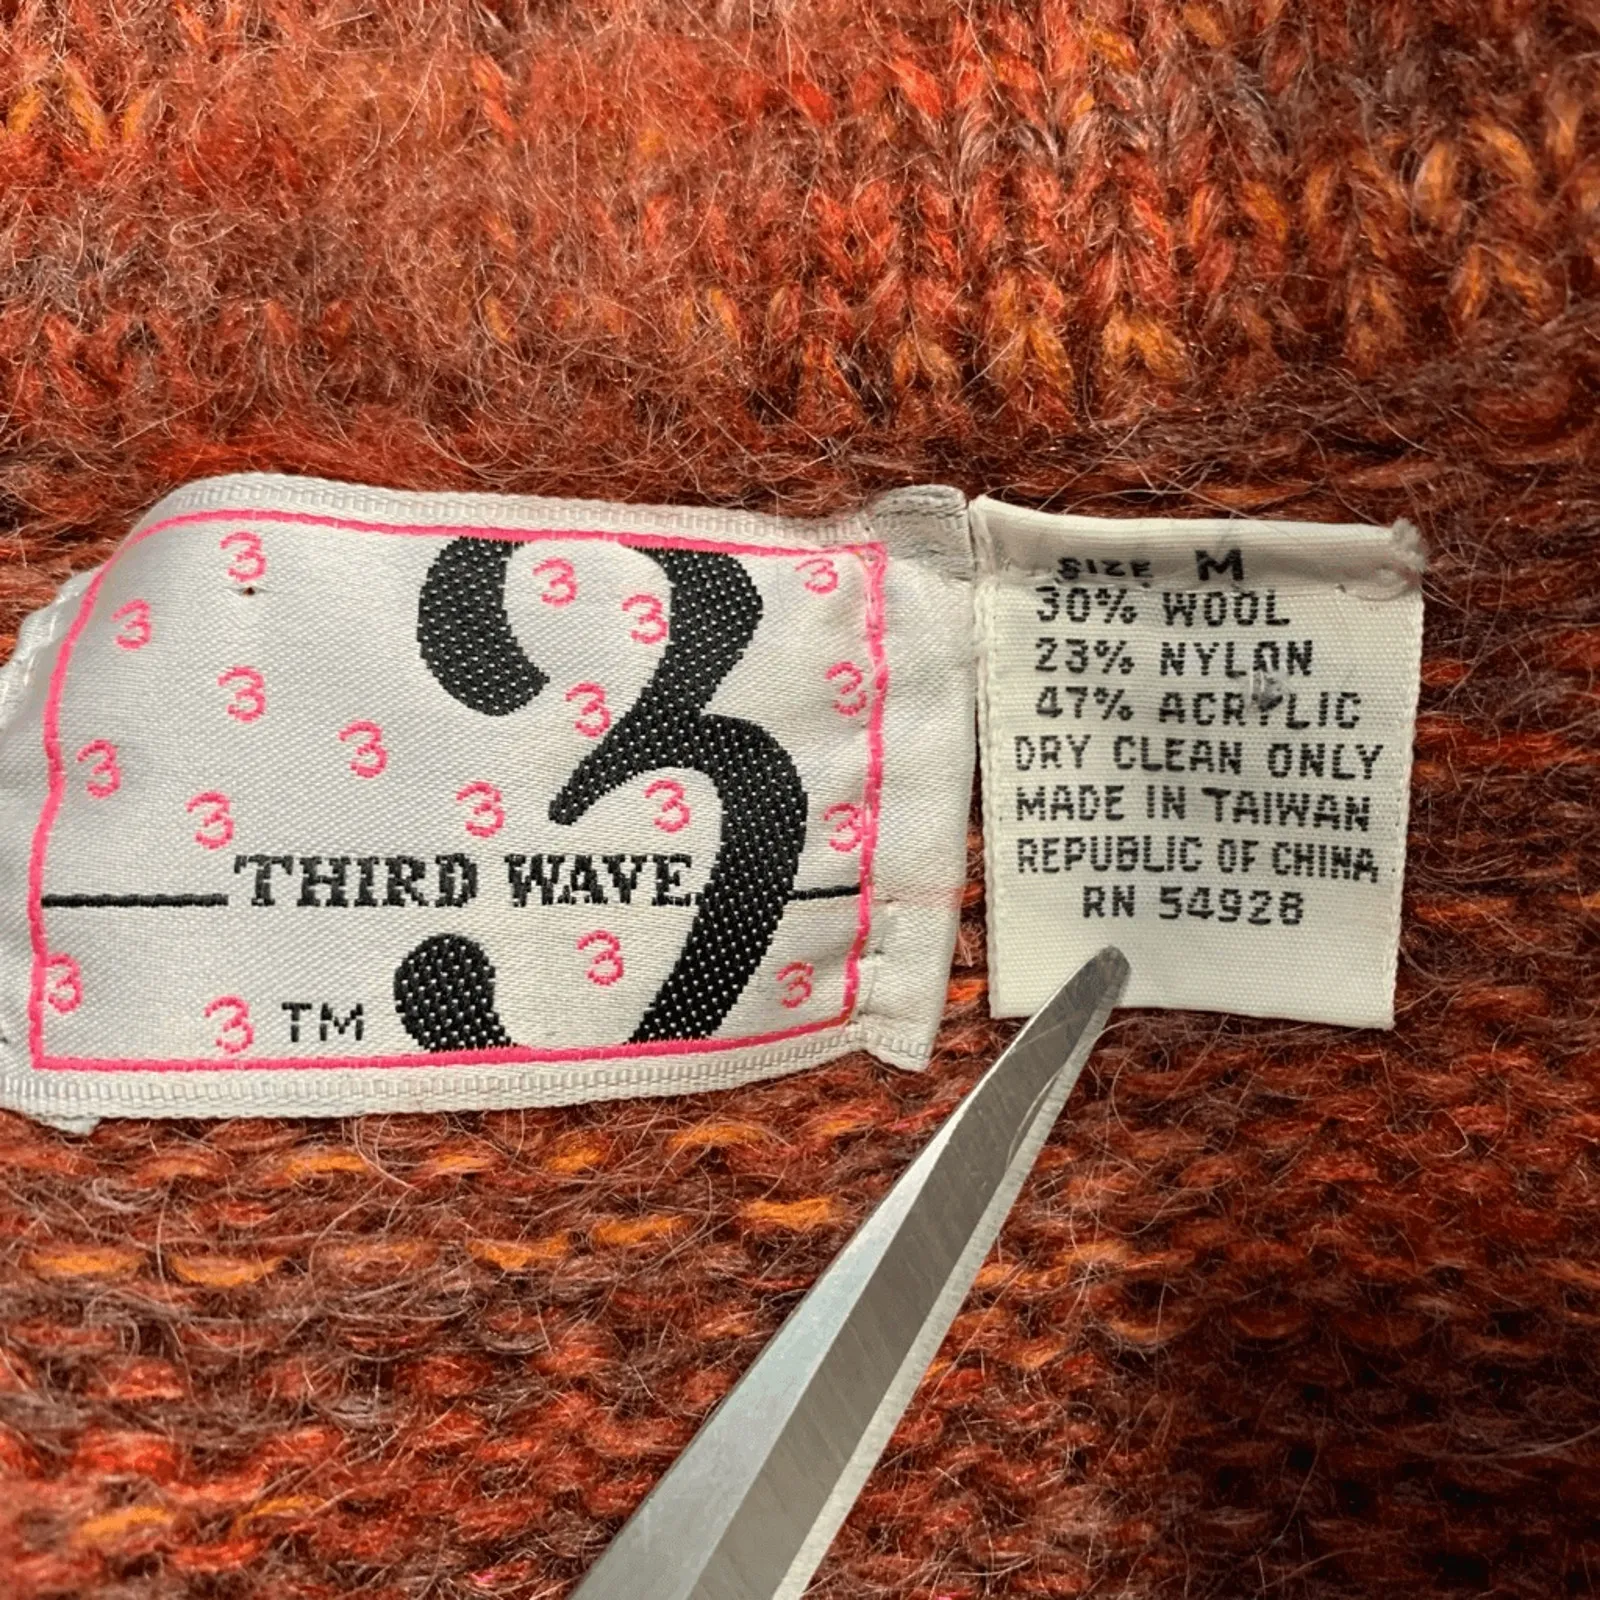 3 3 3 3
3
3 3 3
3 3
3 3 3 3
THIRD WAVE 3
3 3 3
3 TM
SIZE M
30% WOOL
23% NYLON
47% ACRYLIC
DRY CLEAN ONLY
MADE IN TAIWAN
REPUBLIC OF CHINA
RN 54928